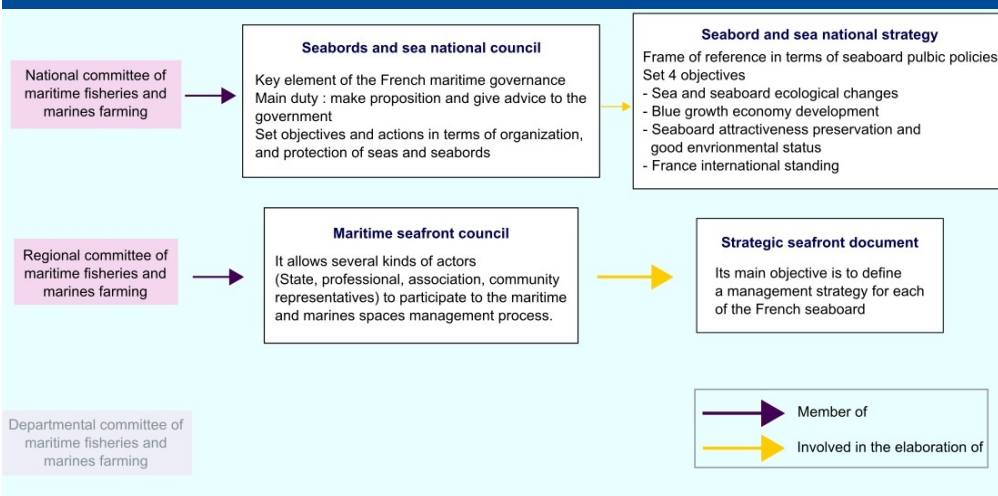 National committee of
maritime fisheries and
marines farming
Seabords and sea national council
Key element of the French maritime governance
Main duty : make proposition and give advice to the
government
Set objectives and actions in terms of organization,
and protection of seas and seabords
Seabord and sea national strategy
Frame of reference in terms of seaboard pulbic policies
Set 4 objectives
- Sea and seaboard ecological changes
- Blue growth economy development
- Seaboard attractiveness preservation and
good envrionmental status
- France international standing
Regional committee of
maritime fisheries and
marines farming
Maritime seafront council
It allows several kinds of actors
(State, professional, association, community
representatives) to participate to the maritime
and marines spaces management process.
Strategic seafront document
Its main objective is to define
a management strategy for each
of the French seaboard
Departmental committee of
maritime fisheries and
marines farming
Member of
Involved in the elaboration of